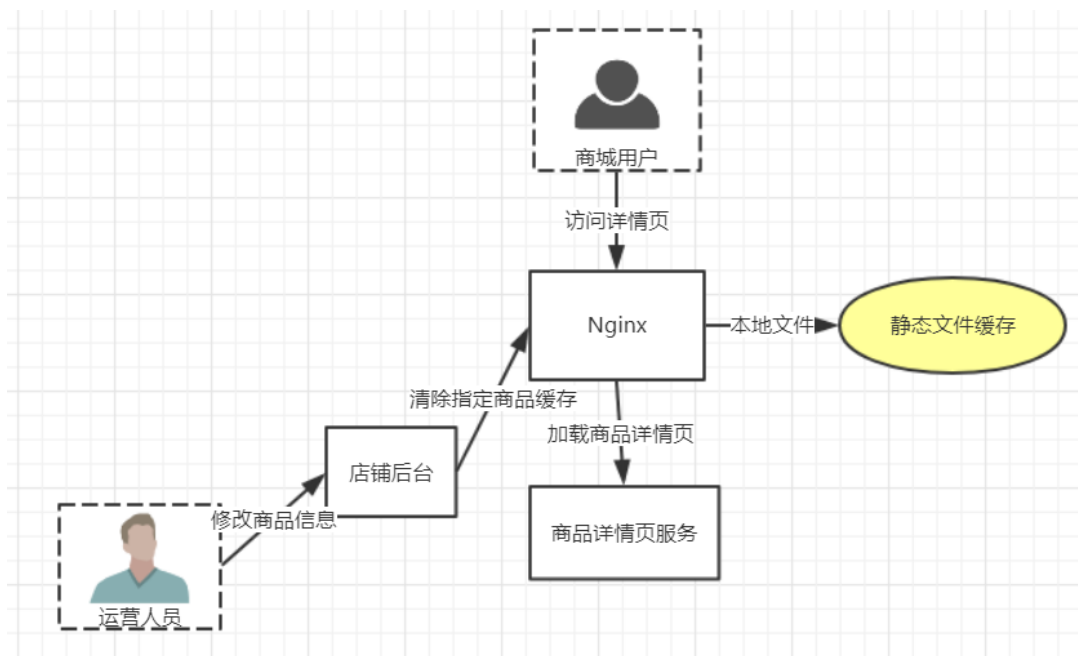 商城用户
访问详情页
Nginx
本地文件
静态文件缓存
清除指定商品缓存
加载商品详情页
店铺后台
修改商品信息
商品详情页服务
运营人员